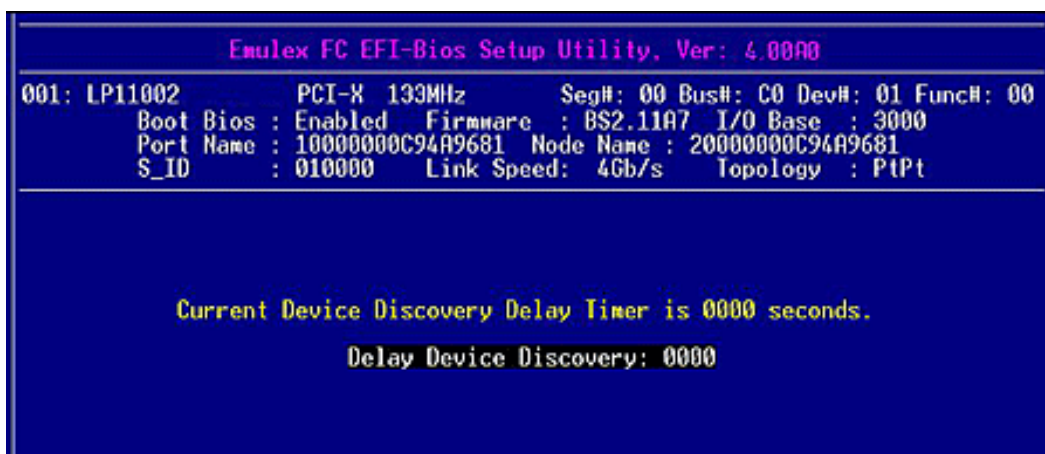 Emulex FC EFI-Bios Setup Utility, Ver: 4.00A0
001: LP11002 PCI-X 133MHz Seg#: 00 Bus#: C0 Dev#: 01 Func#: 00
Boot Bios : Enabled Firmware : BS2.11A7 I/O Base : 3000
Port Name : 10000000C94A9681 Node Name : 20000000C94A9681
S_ID : 010000 Link Speed: 4Gb/s Topology : PtPt
Current Device Discovery Delay Timer is 0000 seconds.
Delay Device Discovery: 0000